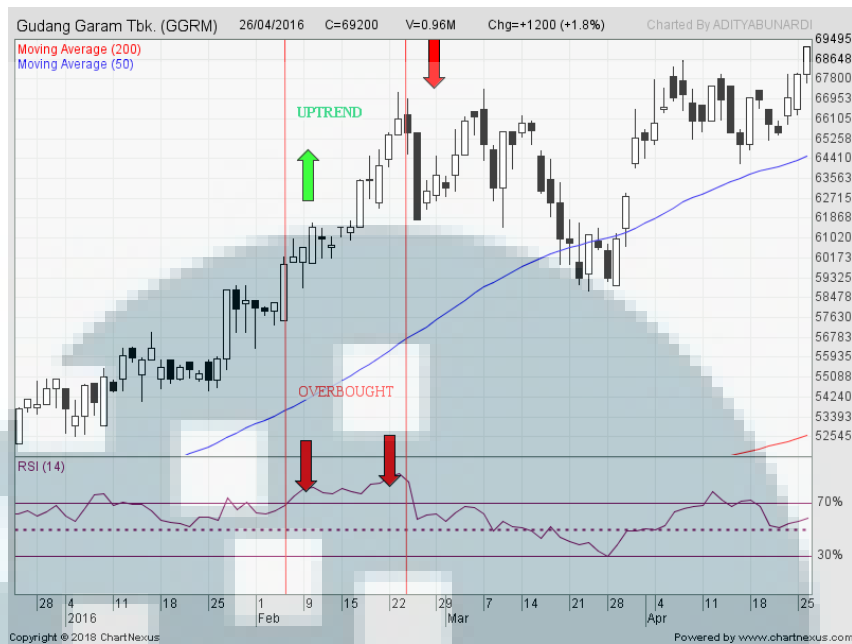 Gudang Garam Tbk. (GGRM) 26/04/2016 C=69200 V=0.96M Chg=+1200 (+1.8%) Charted By ADITYABUNARDI
Moving Average (200)
Moving Average (50)
69495
68648
67800
66953
66105
65258
64410
63563
62715
61868
61020
60173
59325
58478
57630
56783
55935
55088
54240
53393
52545
UPTREND
OVERBOUGHT
RSI (14)
70%
30%
28 4 11 18 25 1 9 15 22 29 7 14 21 28 4 11 18 25
2016 Feb Mar Apr
Copyright © 2018 ChartNexus Powered by www.chartnexus.com